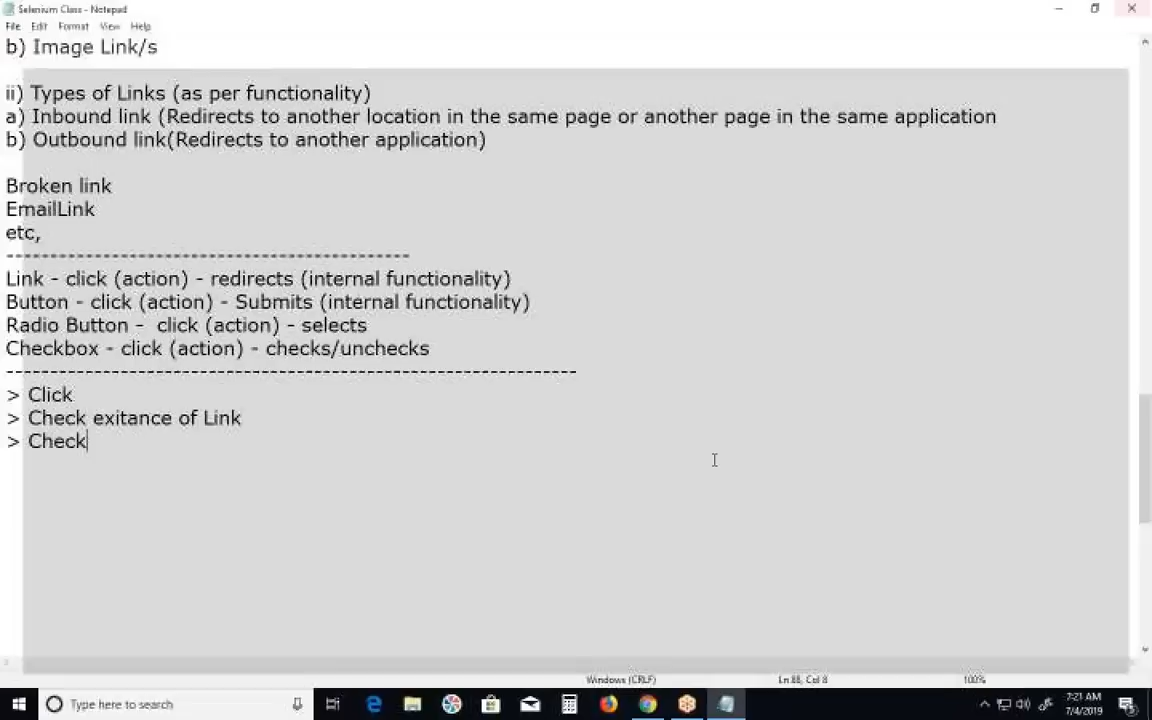 Selenium Class - Notepad
File Edit Format View Help
b) Image Link/s
ii) Types of Links (as per functionality)
a) Inbound link (Redirects to another location in the same page or another page in the same application
b) Outbound link(Redirects to another application)
Broken link
EmailLink
etc,
----------------------------------------------
Link - click (action) - redirects (internal functionality)
Button - click (action) - Submits (internal functionality)
Radio Button -  click (action) - selects
Checkbox - click (action) - checks/unchecks
-----------------------------------------------------------------
> Click
> Check exitance of Link
> Check
Windows (CRLF) Ln 88, Col 8 100%
Type here to search 7:21 AM
7/4/2019